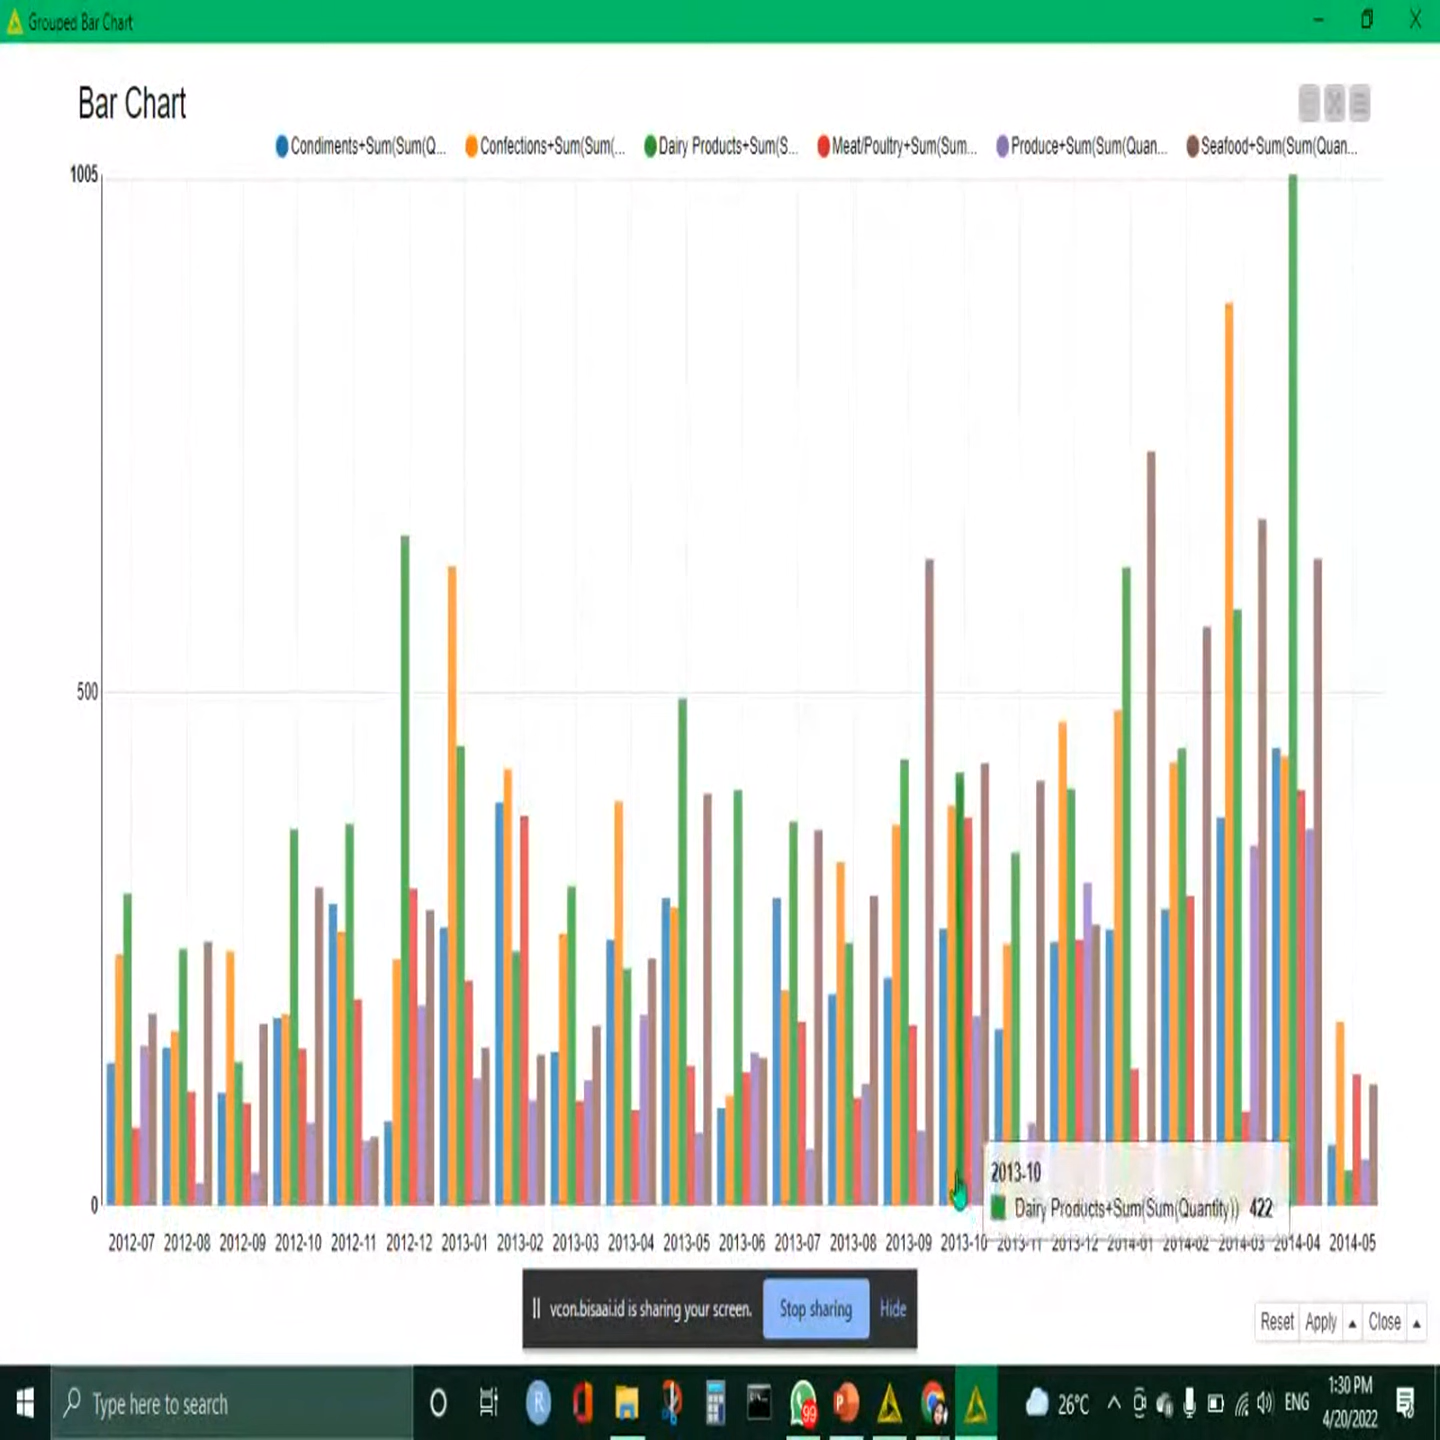 Grouped Bar Chart
Bar Chart
Condiments+Sum(Sum(Q... Confections+Sum(Sum(... Dairy Products+Sum(S... Meat/Poultry+Sum(Sum... Produce+Sum(Sum(Quan... Seafood+Sum(Sum(Quan...
1005
500
0
2013-10
Dairy Products+Sum(Sum(Quantity)) 422
2012-07 2012-08 2012-09 2012-10 2012-11 2012-12 2013-01 2013-02 2013-03 2013-04 2013-05 2013-06 2013-07 2013-08 2013-09 2013-10 2013-11 2013-12 2014-01 2014-02 2014-03 2014-04 2014-05
vcon.bisaai.id is sharing your screen. Stop sharing Hide
Reset Apply Close
Type here to search
R
P
99
26°C
ENG
1:30 PM
4/20/2022